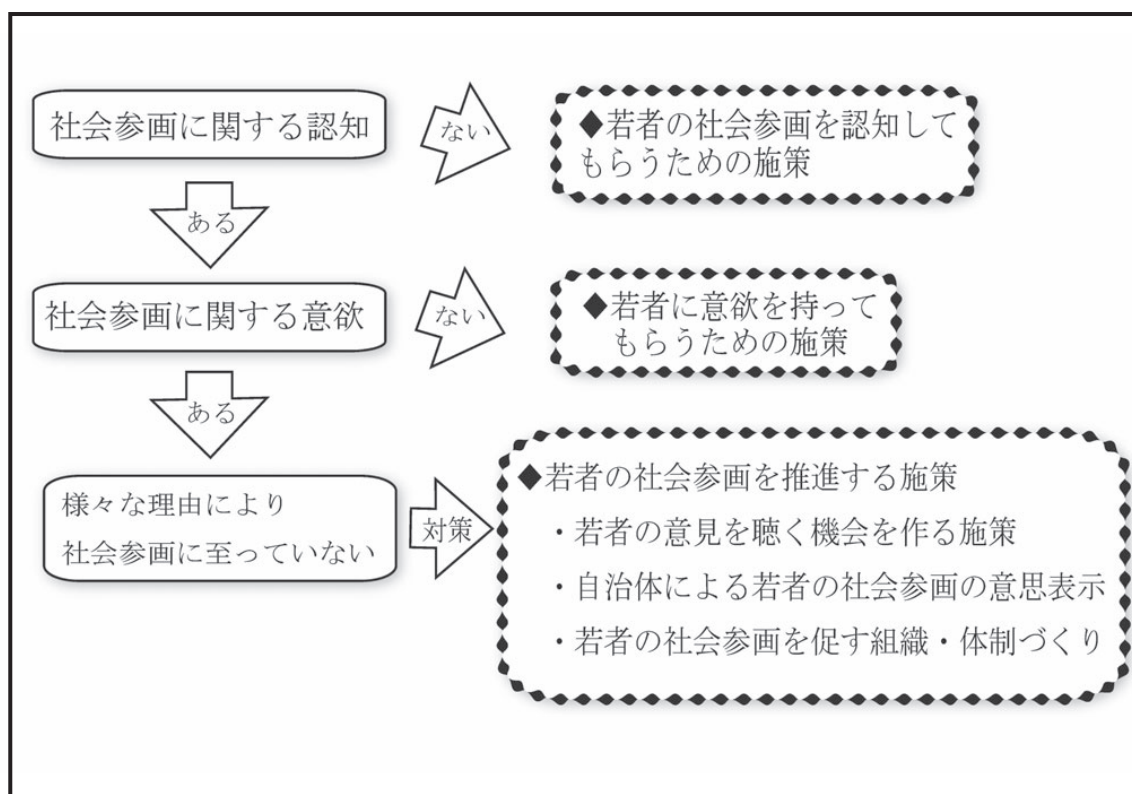 社会参画に関する認知
ない
◆若者の社会参画を認知して
もらうための施策
ある
社会参画に関する意欲
ない
◆若者に意欲を持って
もらうための施策
ある
様々な理由により
社会参画に至っていない
対策
◆若者の社会参画を推進する施策
・若者の意見を聴く機会を作る施策
・自治体による若者の社会参画の意思表示
・若者の社会参画を促す組織・体制づくり